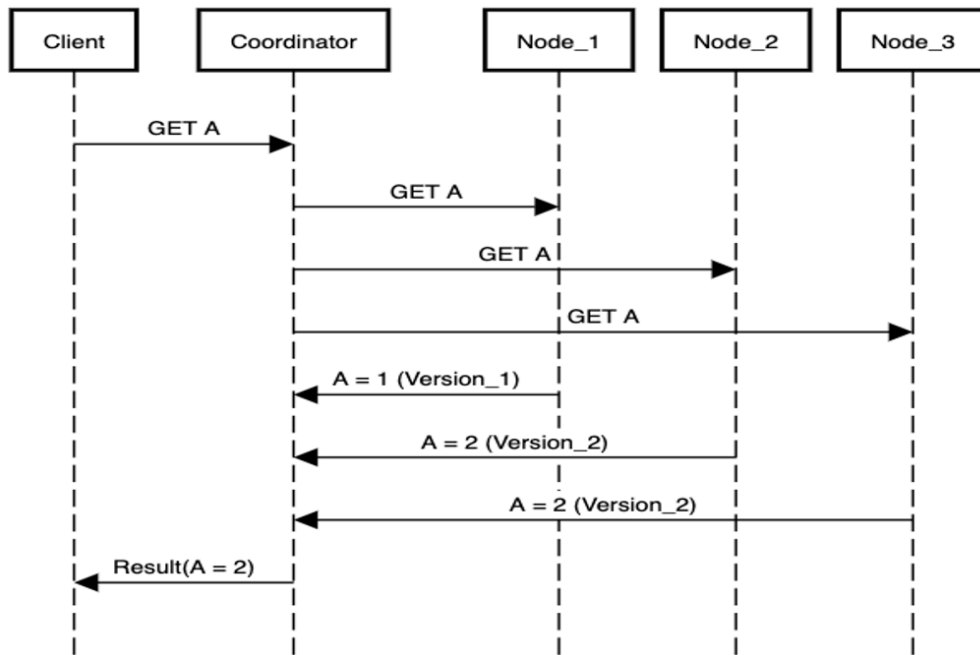 Client
Coordinator
Node_1
Node_2
Node_3
GET A
GET A
GET A
GET A
A = 1 (Version_1)
A = 2 (Version_2)
A = 2 (Version_2)
Result(A = 2)